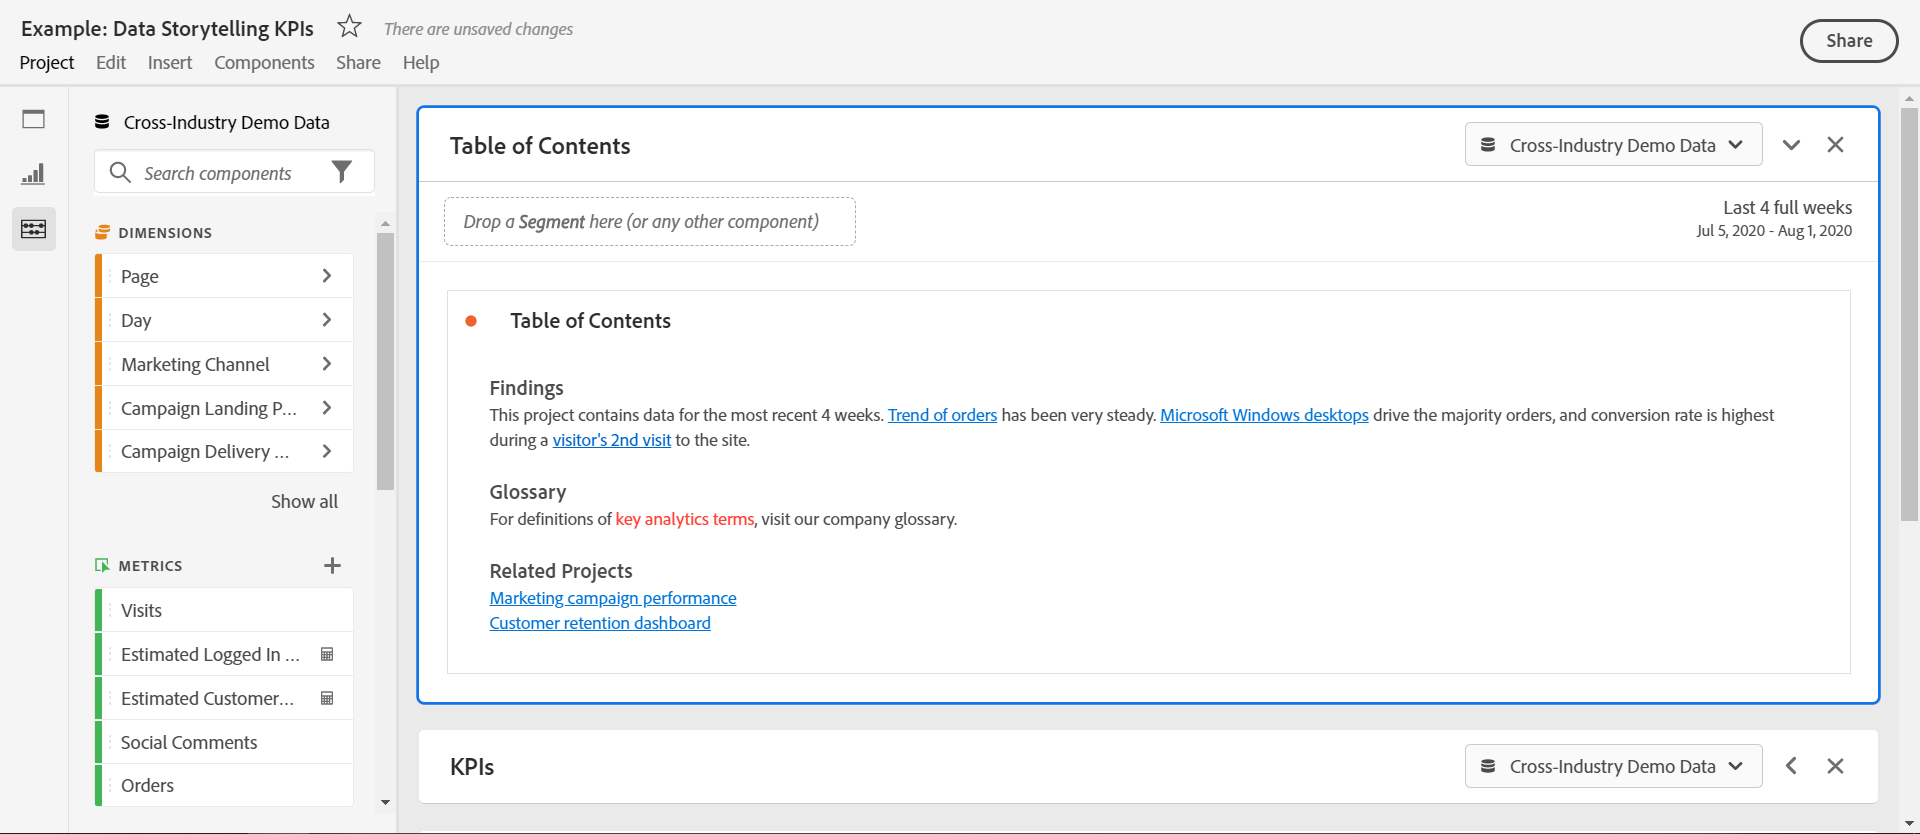 Example: Data Storytelling KPIs
There are unsaved changes
Share
Project
Edit
Insert
Components
Share
Help
Cross-Industry Demo Data
Search components
DIMENSIONS
Page
Day
Marketing Channel
Campaign Landing P...
Campaign Delivery ...
Show all
METRICS
Visits
Estimated Logged In ...
Estimated Customer...
Social Comments
Orders
Table of Contents
Cross-Industry Demo Data
Drop a Segment here (or any other component)
Last 4 full weeks
Jul 5, 2020 - Aug 1, 2020
Table of Contents
Findings
This project contains data for the most recent 4 weeks. Trend of orders has been very steady. Microsoft Windows desktops drive the majority orders, and conversion rate is highest
during a visitor's 2nd visit to the site.
Glossary
For definitions of key analytics terms, visit our company glossary.
Related Projects
Marketing campaign performance
Customer retention dashboard
KPIs
Cross-Industry Demo Data